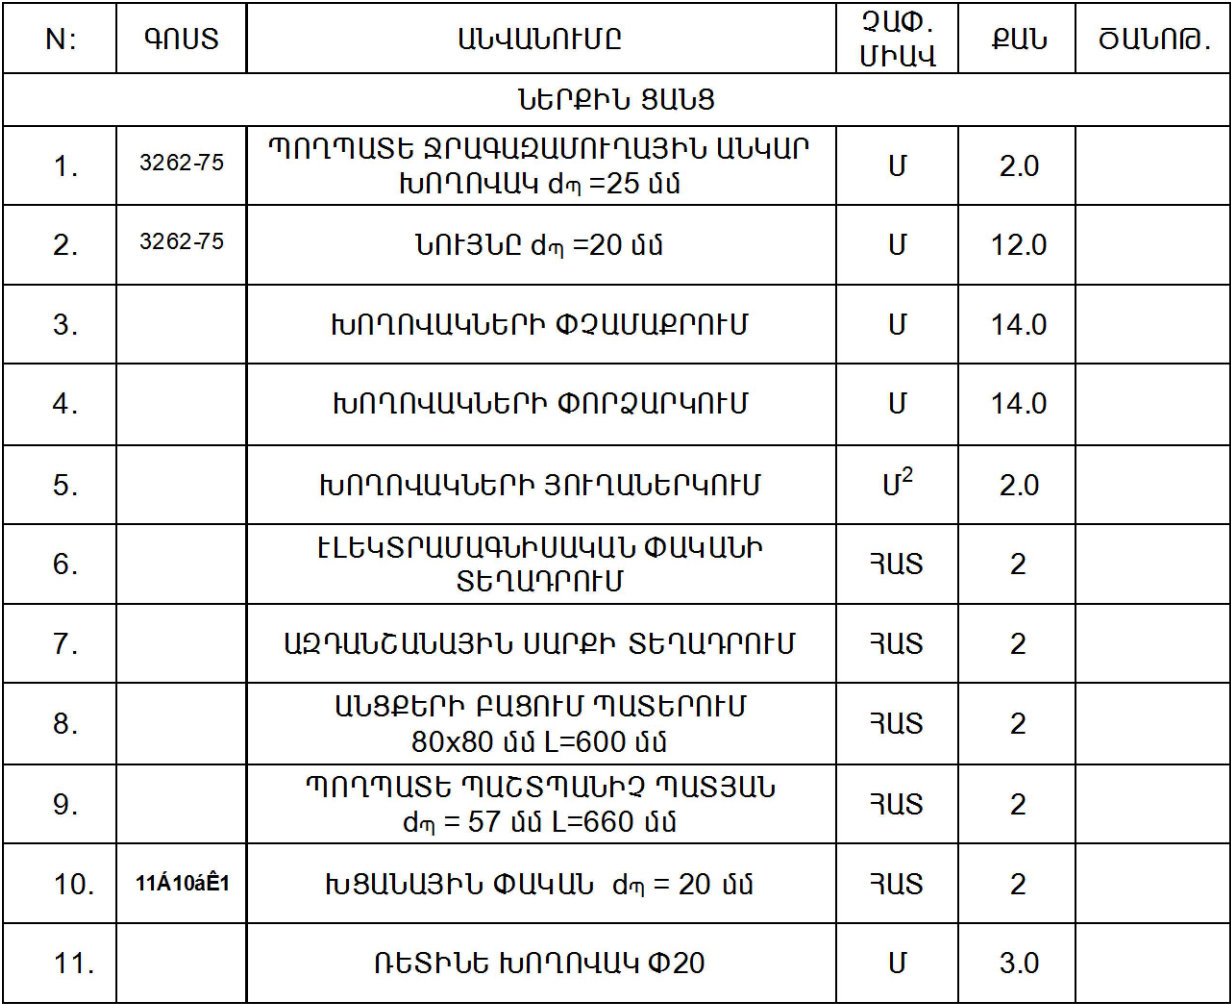 N: ԳՈՍՏ ԱՆՎԱՆՈՒՄԸ ՉԱՓ. ՄԻԱՎ ՔԱՆ ԾԱՆՈԹ.
ՆԵՐՔԻՆ ՑԱՆՑ
1. 3262-75 ՊՈՂՊԱՏԵ ՋՐԱԳԱԶԱՄՈՒՂԱՅԻՆ ԱՆԿԱՐ
ԽՈՂՈՎԱԿ dպ =25 մմ Մ 2.0
2. 3262-75 ՆՈՒՅՆԸ dպ =20 մմ Մ 12.0
3. ԽՈՂՈՎԱԿՆԵՐԻ ՓՉԱՄԱՔՐՈՒՄ Մ 14.0
4. ԽՈՂՈՎԱԿՆԵՐԻ ՓՈՐՁԱՐԿՈՒՄ Մ 14.0
5. ԽՈՂՈՎԱԿՆԵՐԻ ՅՈՒՂԱՆԵՐԿՈՒՄ Մ² 2.0
6. ԷԼԵԿՏՐԱՄԱԳՆԻՍԱԿԱՆ ՓԱԿԱՆԻ
ՏԵՂԱԴՐՈՒՄ ՀԱՏ 2
7. ԱԶԴԱՆՇԱՆԱՅԻՆ ՍԱՐՔԻ ՏԵՂԱԴՐՈՒՄ ՀԱՏ 2
8. ԱՆՑՔԵՐԻ ԲԱՑՈՒՄ ՊԱՏԵՐՈՒՄ
80x80 մմ L=600 մմ ՀԱՏ 2
9. ՊՈՂՊԱՏԵ ՊԱՇՏՊԱՆԻՉ ՊԱՏՅԱՆ
dպ = 57 մմ L=660 մմ ՀԱՏ 2
10. 11Á10áÊ1 ԽՑԱՆԱՅԻՆ ՓԱԿԱՆ dպ = 20 մմ ՀԱՏ 2
11. ՌԵՏԻՆԵ ԽՈՂՈՎԱԿ Փ20 Մ 3.0